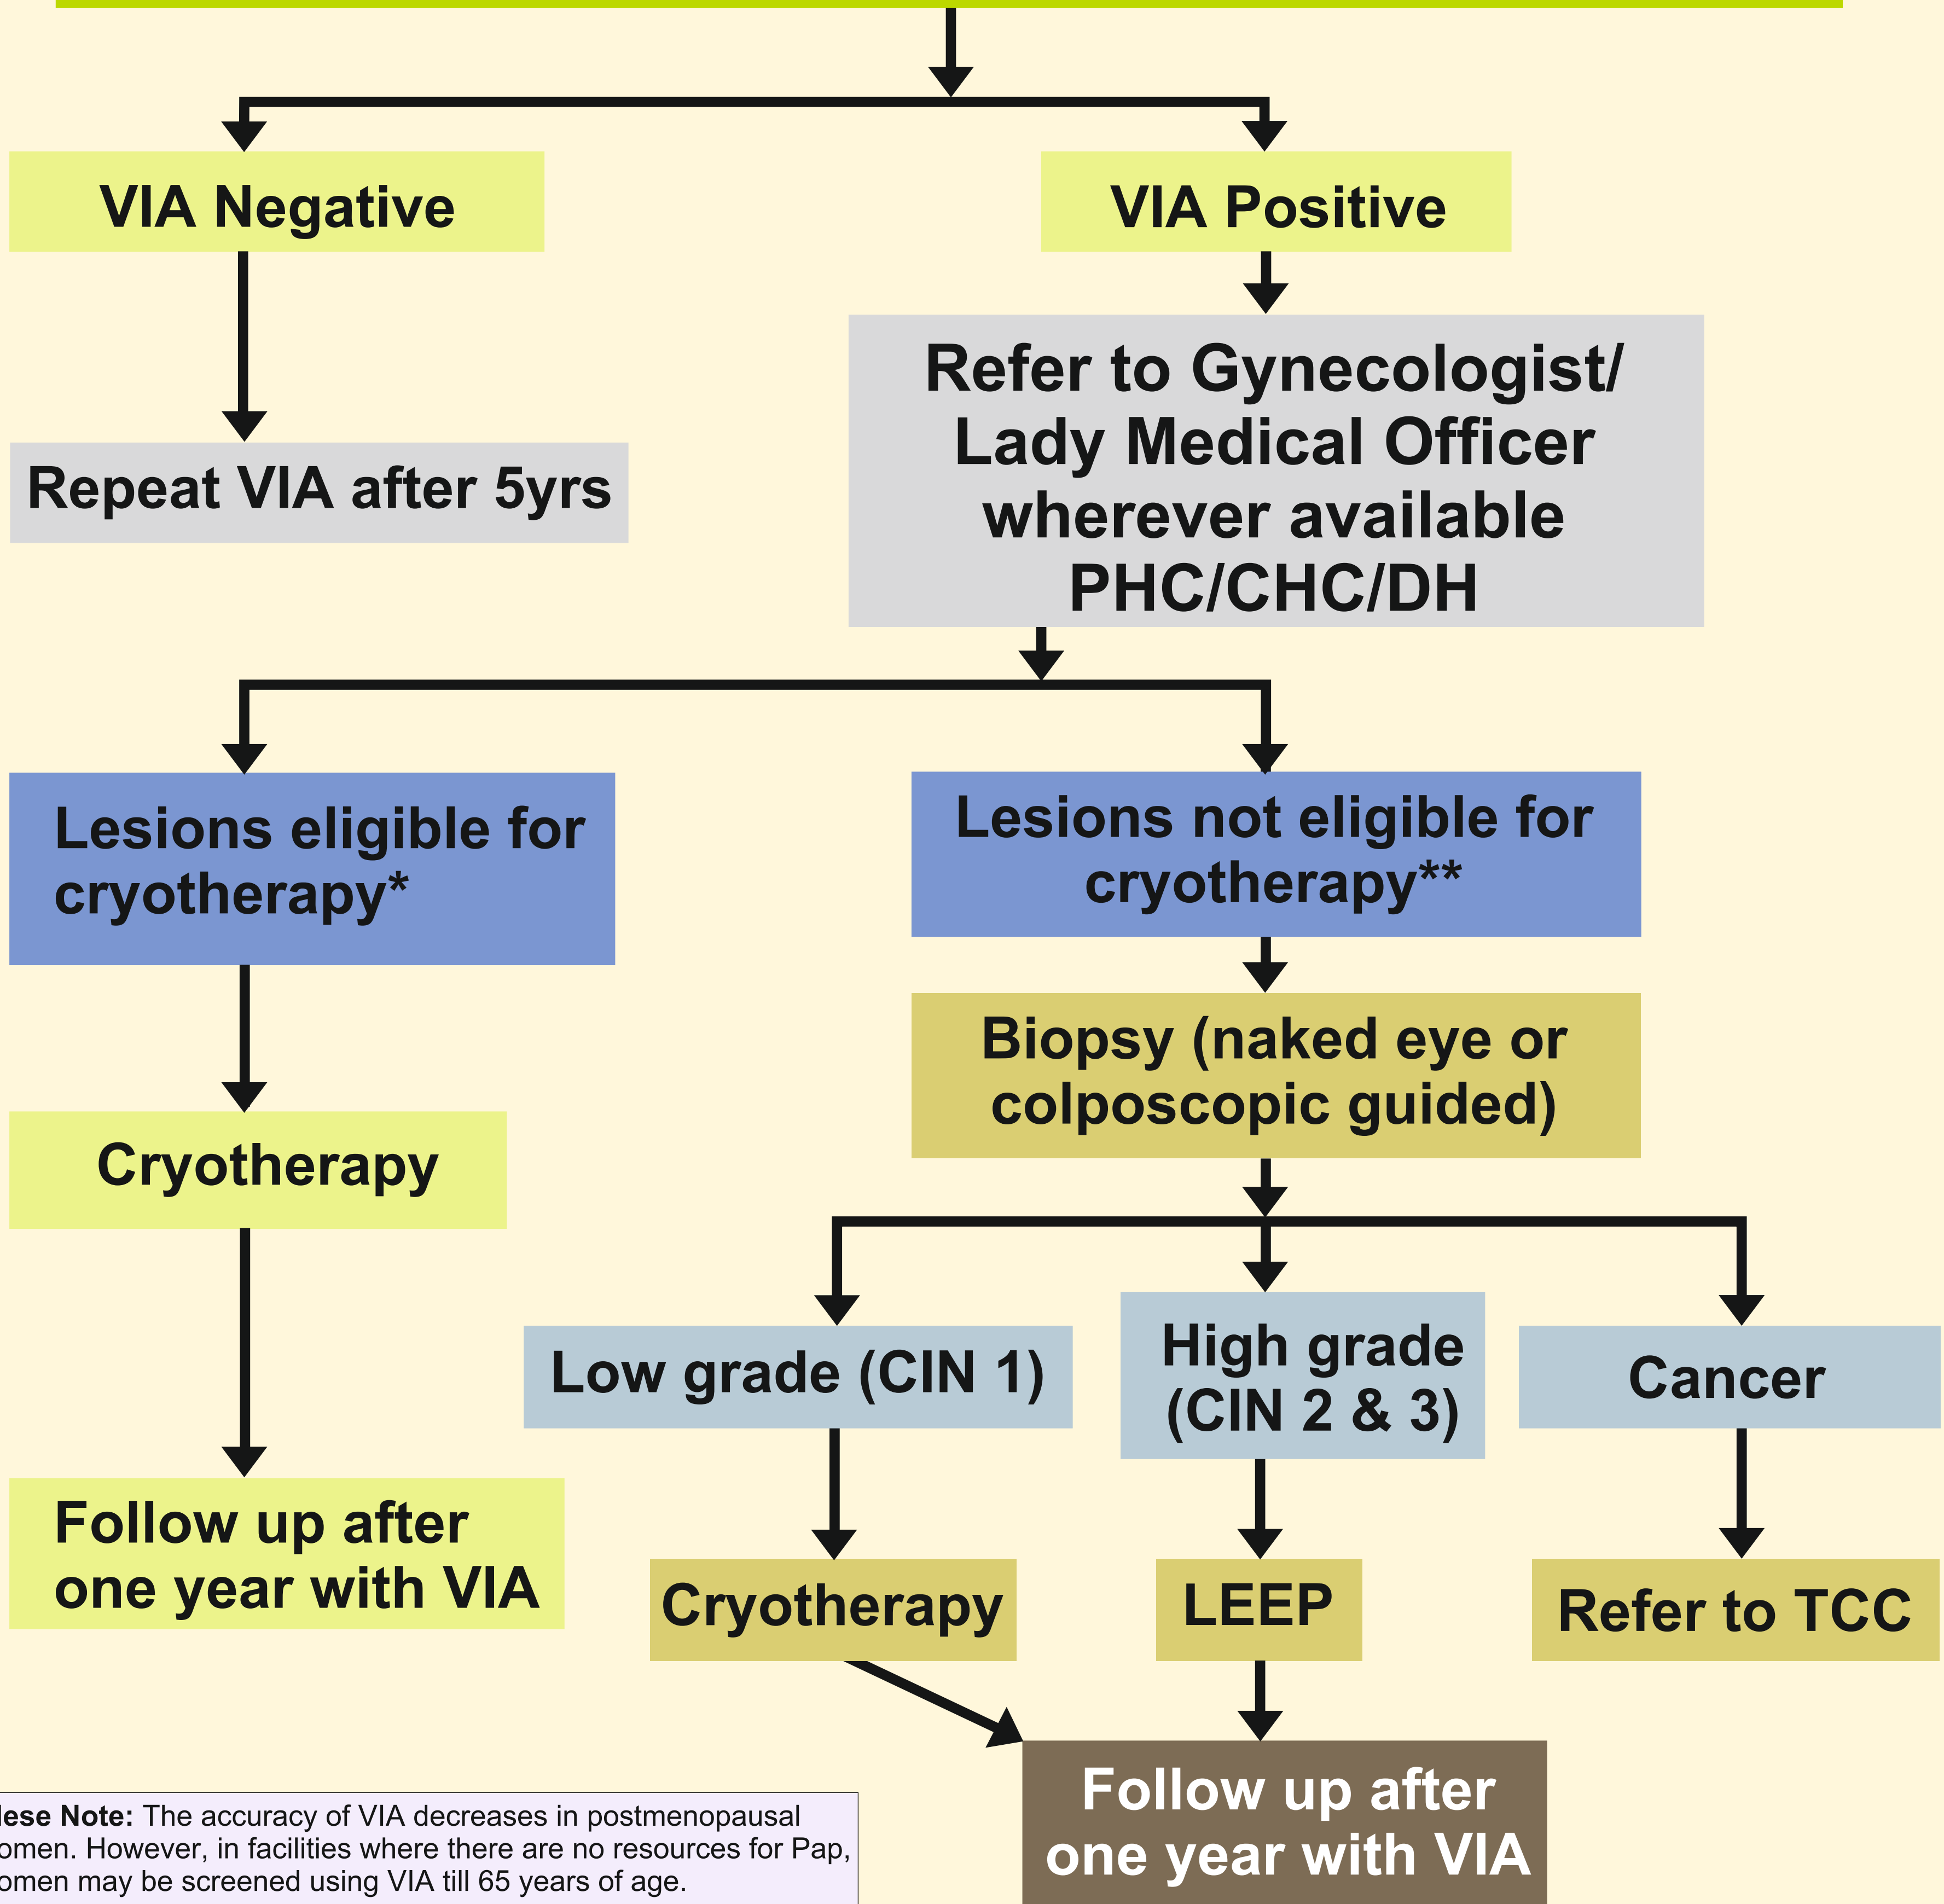 VIA Negative
VIA Positive
Refer to Gynecologist/
Lady Medical Officer
wherever available
PHC/CHC/DH
Repeat VIA after 5yrs
Lesions eligible for
cryotherapy*
Lesions not eligible for
cryotherapy**
Biopsy (naked eye or
colposcopic guided)
Cryotherapy
Low grade (CIN 1)
High grade
(CIN 2 & 3)
Cancer
Follow up after
one year with VIA
Cryotherapy
LEEP
Refer to TCC
Follow up after
one year with VIA
lese Note: The accuracy of VIA decreases in postmenopausal
omen. However, in facilities where there are no resources for Pap,
omen may be screened using VIA till 65 years of age.